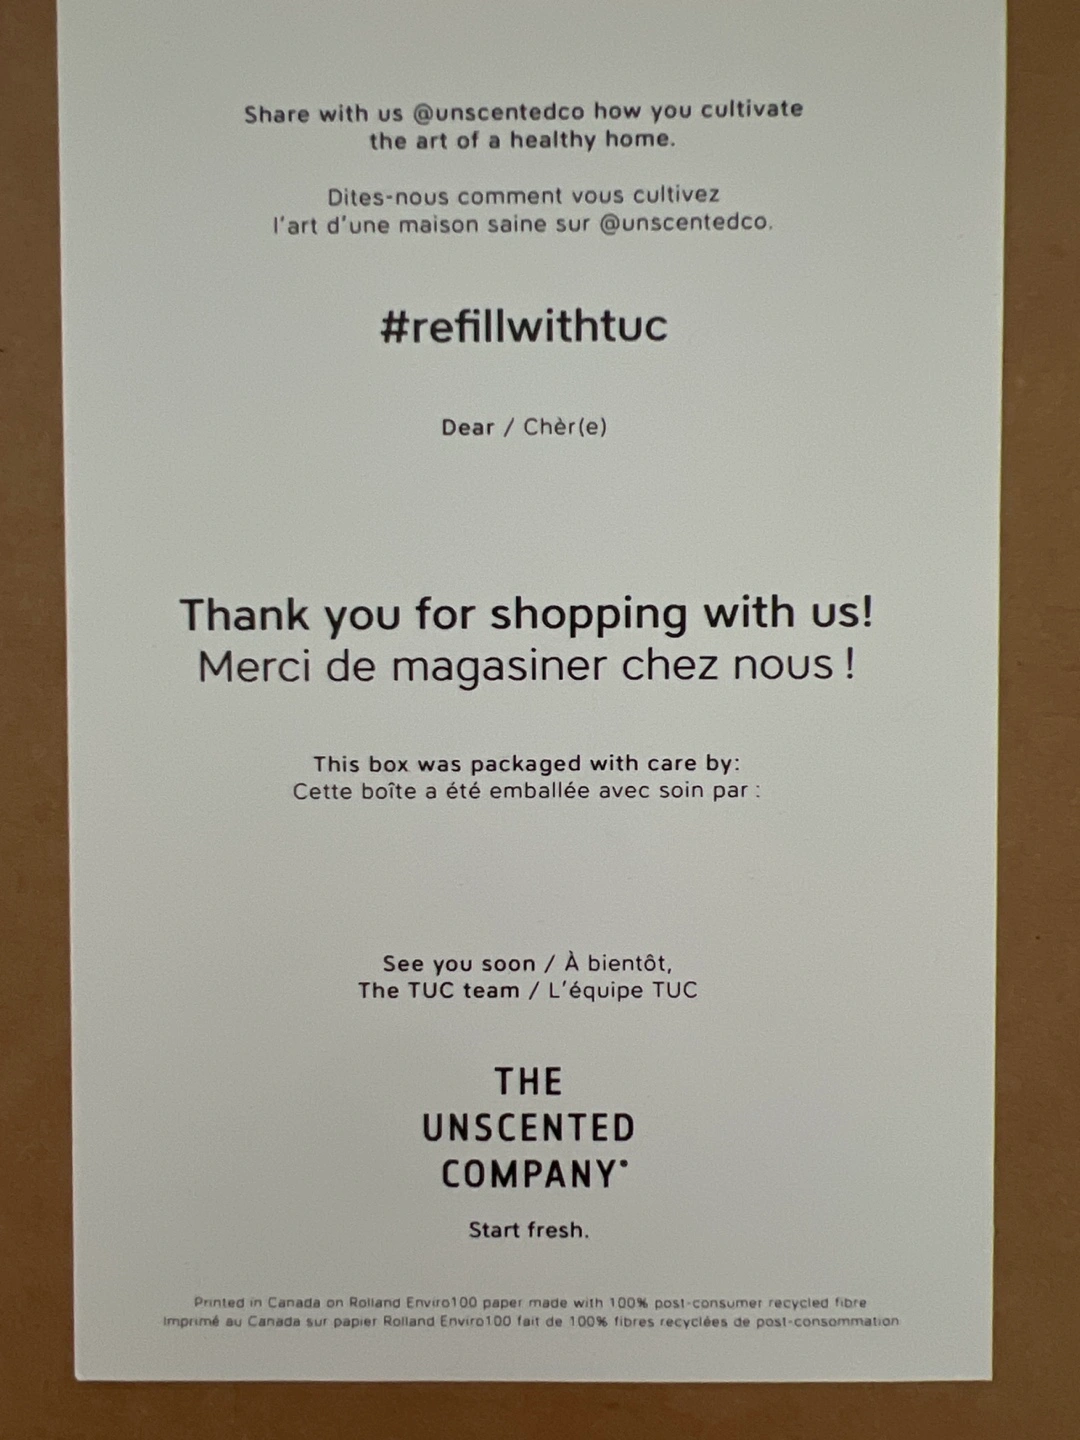 Share with us @unscentedco how you cultivate
the art of a healthy home.
Dites-nous comment vous cultivez
l'art d'une maison saine sur @unscentedco.
#refillwithtuc
Dear / Chèr(e)
Thank you for shopping with us!
Merci de magasiner chez nous !
This box was packaged with care by:
Cette boîte a été emballée avec soin par :
See you soon / À bientôt,
The TUC team / L'équipe TUC
THE
UNSCENTED
COMPANY
Start fresh.
Printed in Canada on Rolland Enviro100 paper made with 100% post-consumer recycled fibre
Imprimé au Canada sur papier Rolland Enviro100 fait de 100% fibres recyclées de post-consommation